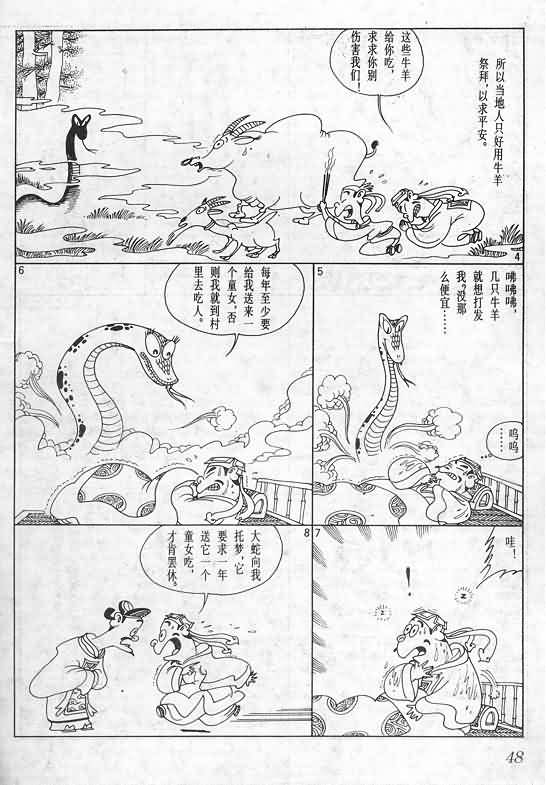 所以当地人只好用牛羊
祭拜，以求平安。
这些牛羊
给你吃，
求求你别
伤害我们！
4
5
咈咈咈，
几只牛羊
就想打发
我？没那
么便宜……
……呜呜
6
每年至少要
给我送来一
个童女，否
则我就到村
里去吃人。
7
哇！
！
z
z
8
大蛇向我
托梦，它
要求一年
送它一个
童女吃，
才肯罢休。
48